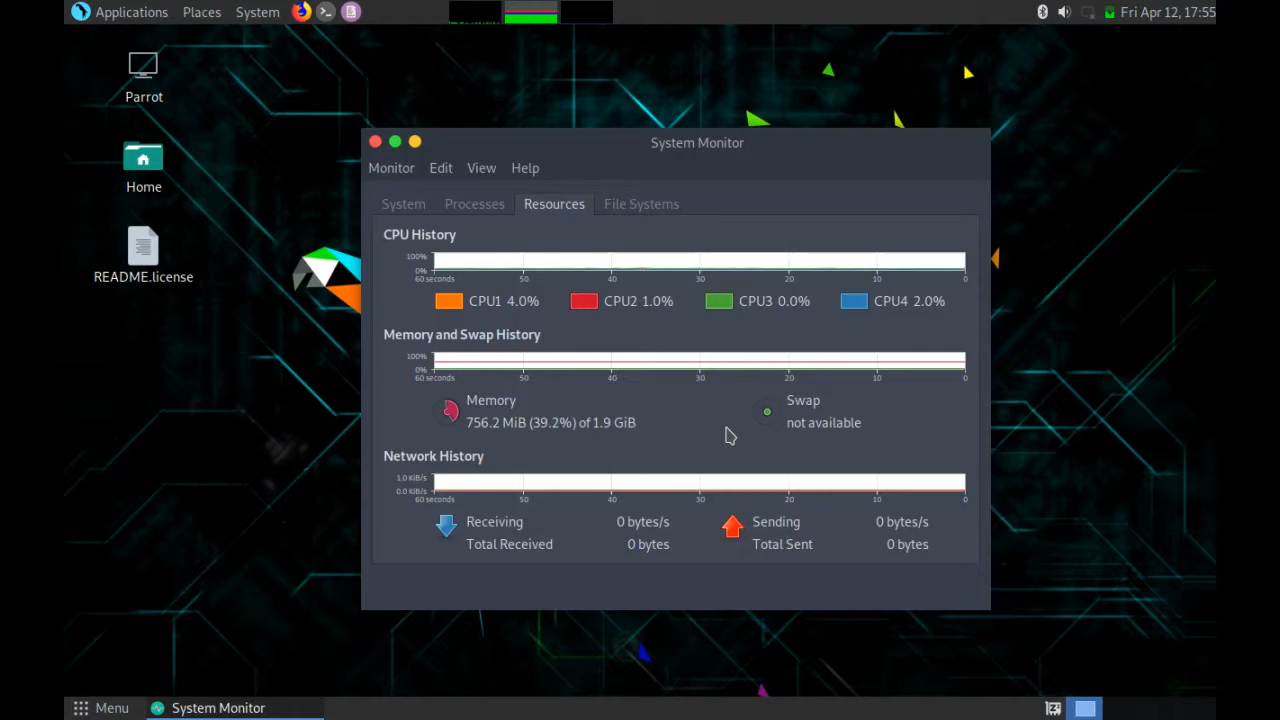 Applications Places System Fri Apr 12, 17:55
Parrot
Home
README.license
System Monitor
Monitor Edit View Help
System Processes Resources File Systems
CPU History
100%
0%
60 seconds 50 40 30 20 10 0
CPU1 4.0% CPU2 1.0% CPU3 0.0% CPU4 2.0%
Memory and Swap History
100%
0%
60 seconds 50 40 30 20 10 0
Memory Swap
756.2 MiB (39.2%) of 1.9 GiB not available
Network History
1.0 KiB/s
0.0 KiB/s
60 seconds 50 40 30 20 10 0
Receiving 0 bytes/s Sending 0 bytes/s
Total Received 0 bytes Total Sent 0 bytes
Menu System Monitor